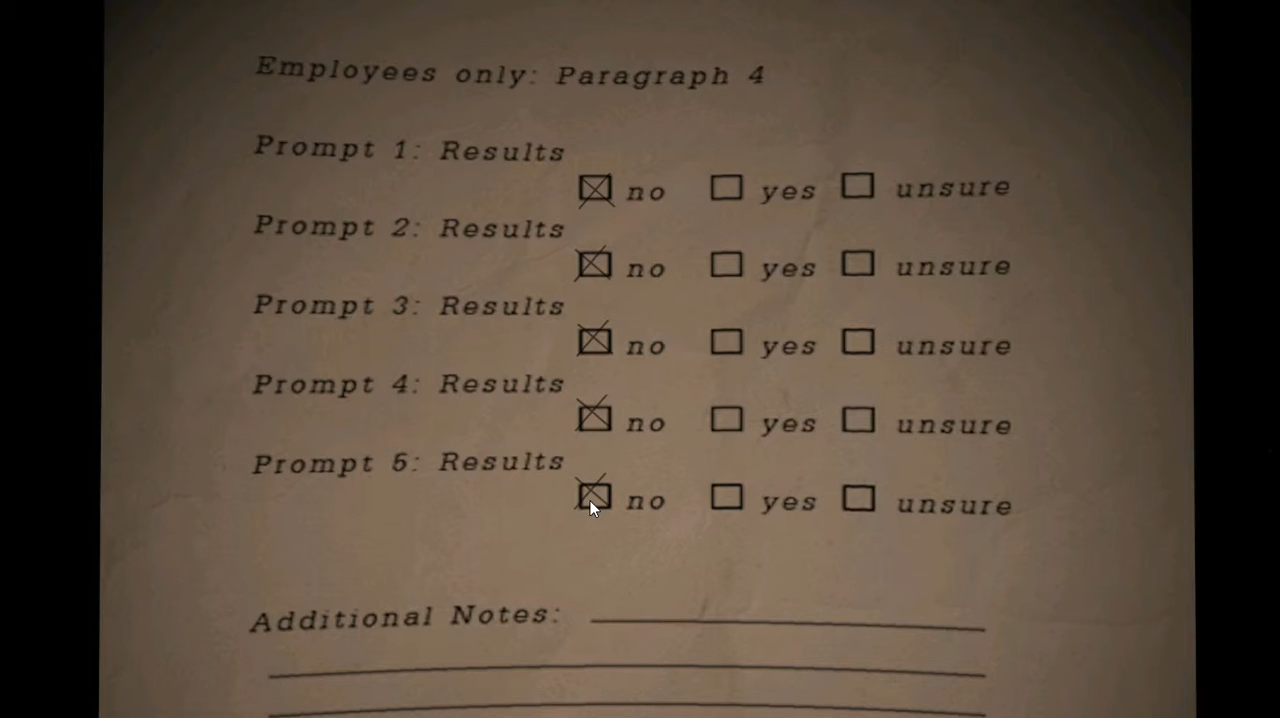 Employees only: Paragraph 4
Prompt 1: Results
no yes unsure
Prompt 2: Results
no yes unsure
Prompt 3: Results
no yes unsure
Prompt 4: Results
no yes unsure
Prompt 5: Results
no yes unsure
Additional Notes: